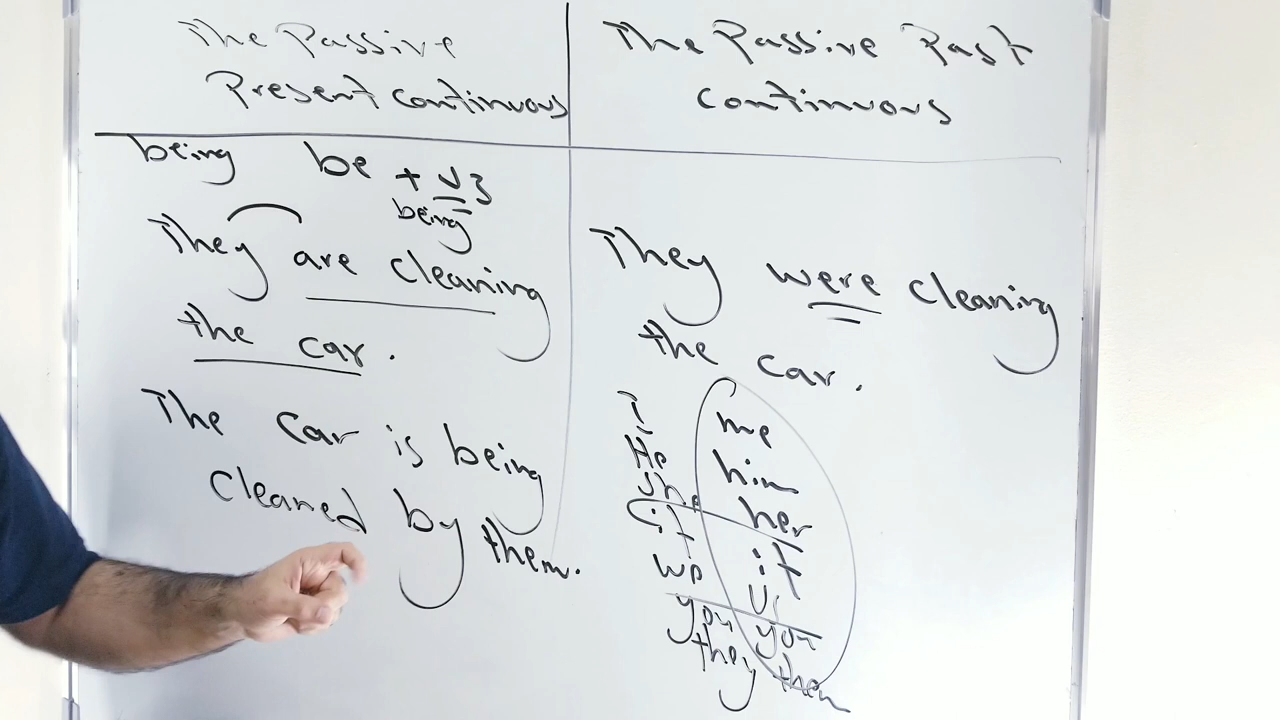 The Passive
Present continuous
being be + V3
being
They are cleaning
the car.
The car is being
cleaned by them.
The Passive Past
continuous
They were cleaning
the car.
I me
He him
She her
it it
we us
you you
they them